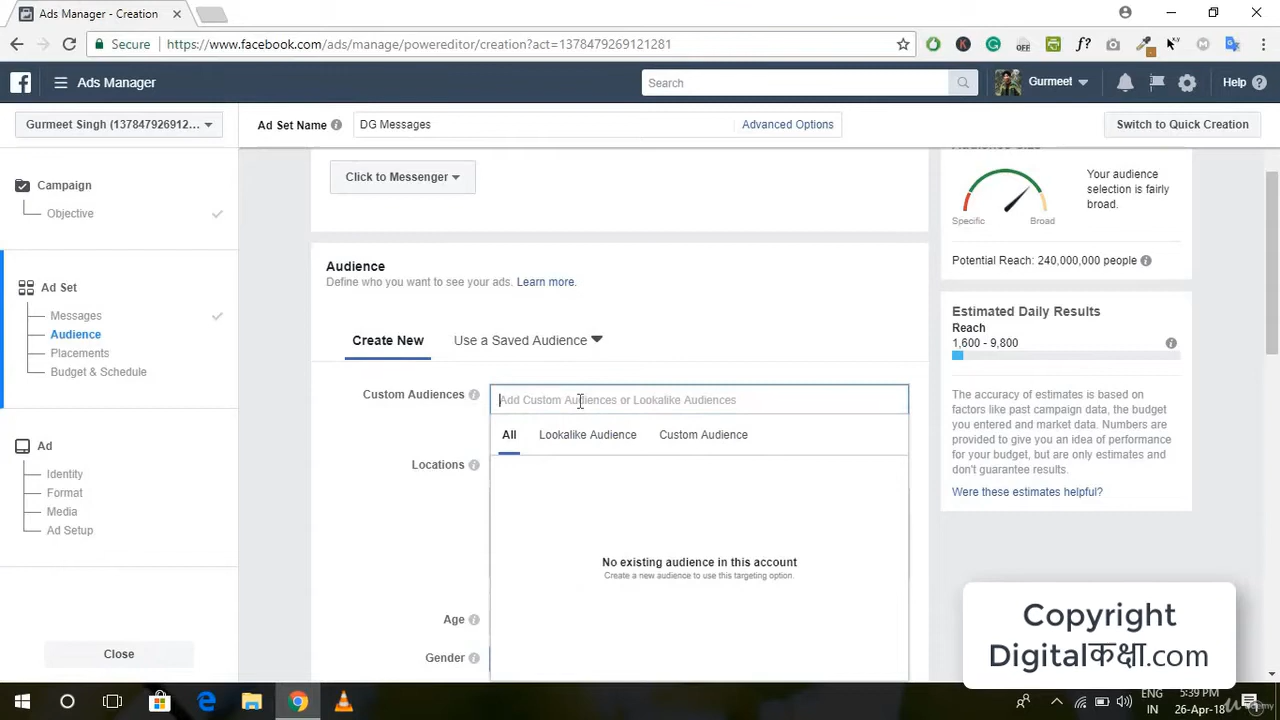 Ads Manager - Creation
Secure
https://www.facebook.com/ads/manage/powereditor/creation?act=1378479269121281
Ads Manager
Search
Gurmeet
Help
Gurmeet Singh (137847926912...
Ad Set Name
DG Messages
Advanced Options
Switch to Quick Creation
Campaign
Objective
Ad Set
Messages
Audience
Placements
Budget & Schedule
Ad
Identity
Format
Media
Ad Setup
Close
Click to Messenger
Audience
Define who you want to see your ads. Learn more.
Create New
Use a Saved Audience
Custom Audiences
Add Custom Audiences or Lookalike Audiences
All
Lookalike Audience
Custom Audience
Locations
No existing audience in this account
Create a new audience to use this targeting option.
Age
Gender
Audience Size
Your audience
selection is fairly
broad.
Specific
Broad
Potential Reach: 240,000,000 people
Estimated Daily Results
Reach
1,600 - 9,800
The accuracy of estimates is based on
factors like past campaign data, the budget
you entered and market data. Numbers are
provided to give you an idea of performance
for your budget, but are only estimates and
don't guarantee results.
Were these estimates helpful?
Copyright
Digitalकक्षा.com
ENG
IN
5:39 PM
26-Apr-18
Udemy